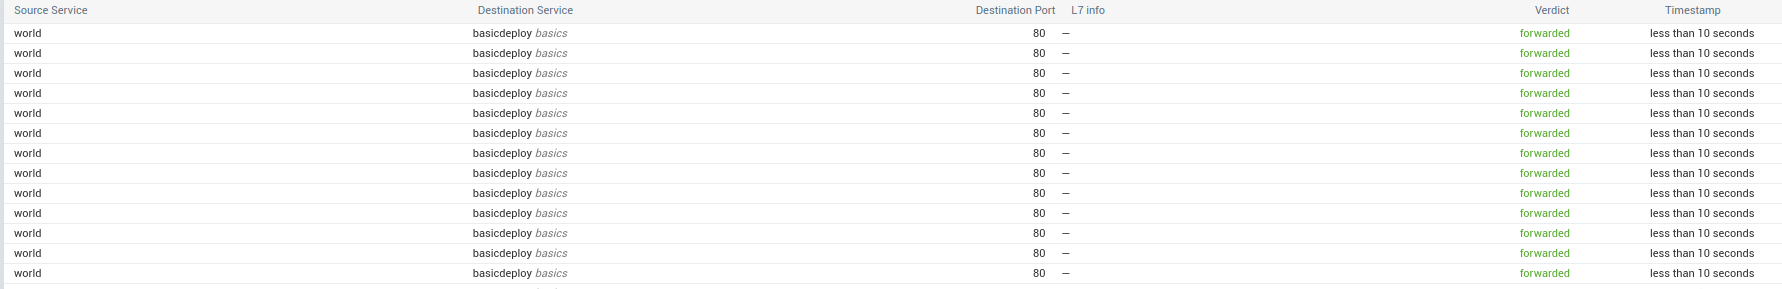 Source Service Destination Service Destination Port L7 info Verdict Timestamp
world basicdeploy basics 80 — forwarded less than 10 seconds
world basicdeploy basics 80 — forwarded less than 10 seconds
world basicdeploy basics 80 — forwarded less than 10 seconds
world basicdeploy basics 80 — forwarded less than 10 seconds
world basicdeploy basics 80 — forwarded less than 10 seconds
world basicdeploy basics 80 — forwarded less than 10 seconds
world basicdeploy basics 80 — forwarded less than 10 seconds
world basicdeploy basics 80 — forwarded less than 10 seconds
world basicdeploy basics 80 — forwarded less than 10 seconds
world basicdeploy basics 80 — forwarded less than 10 seconds
world basicdeploy basics 80 — forwarded less than 10 seconds
world basicdeploy basics 80 — forwarded less than 10 seconds
world basicdeploy basics 80 — forwarded less than 10 seconds